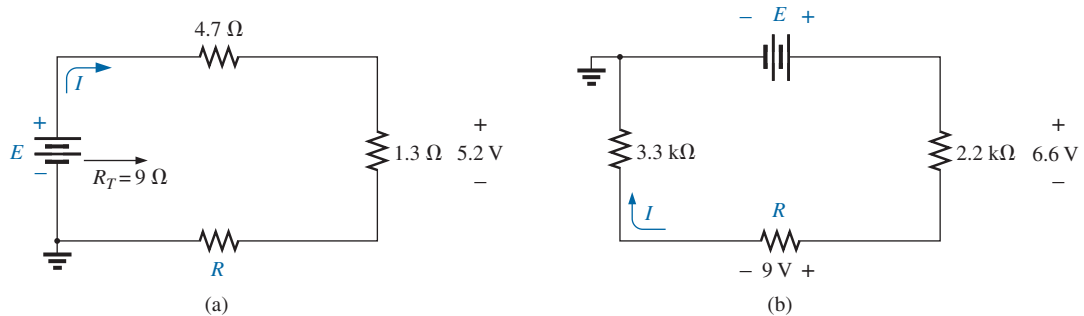 4.7 Ω
I
+
E
–
R_T = 9 Ω
1.3 Ω
+
5.2 V
–
R
(a)
– E +
3.3 kΩ
2.2 kΩ
+
6.6 V
–
I
R
– 9 V +
(b)